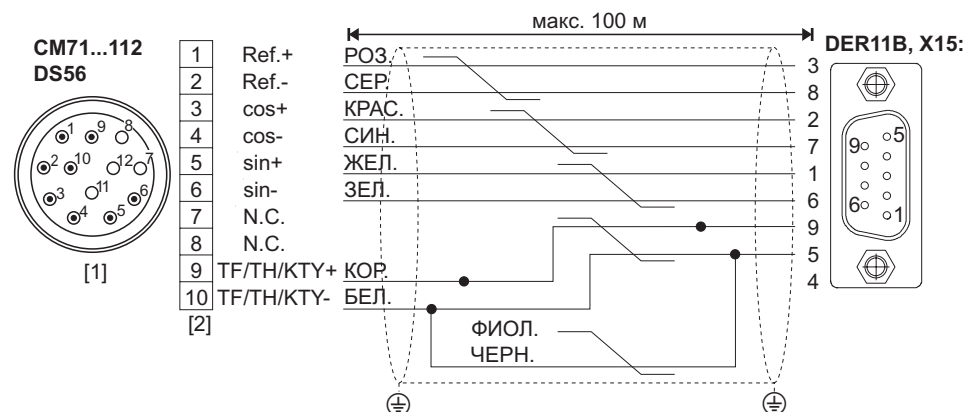 макс. 100 м
CM71...112
DS56
DER11B, X15:
1 Ref.+ РОЗ. 3
2 Ref.- СЕР. 8
3 cos+ КРАС. 2
4 cos- СИН. 7
5 sin+ ЖЕЛ. 1
6 sin- ЗЕЛ. 6
7 N.C. 9
8 N.C. 5
9 TF/TH/KTY+ КОР. 4
10 TF/TH/KTY- БЕЛ.
ФИОЛ.
ЧЕРН.
1 9 8
2 10 12 7
3 11 6
4 5
[1]
[2]
9 5
6 1